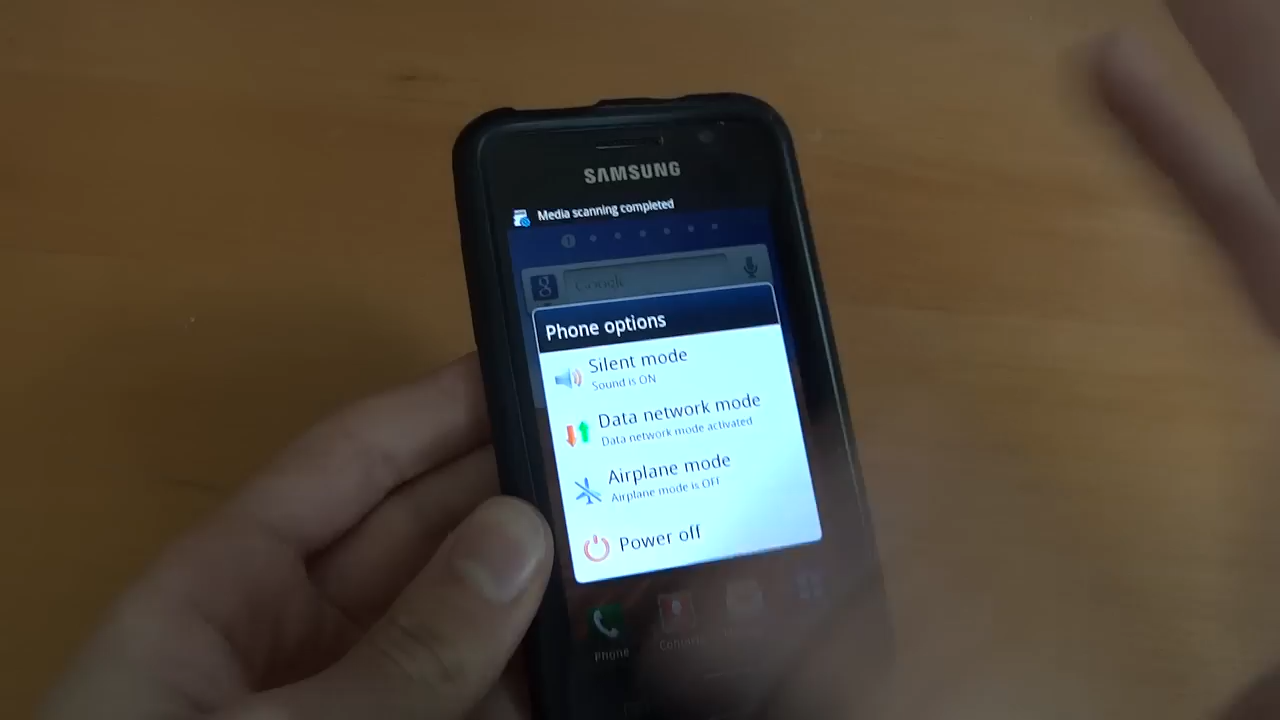 SAMSUNG
Media scanning completed
Google
Phone options
Silent mode
Sound is ON
Data network mode
Data network mode activated
Airplane mode
Airplane mode is OFF
Power off
Phone